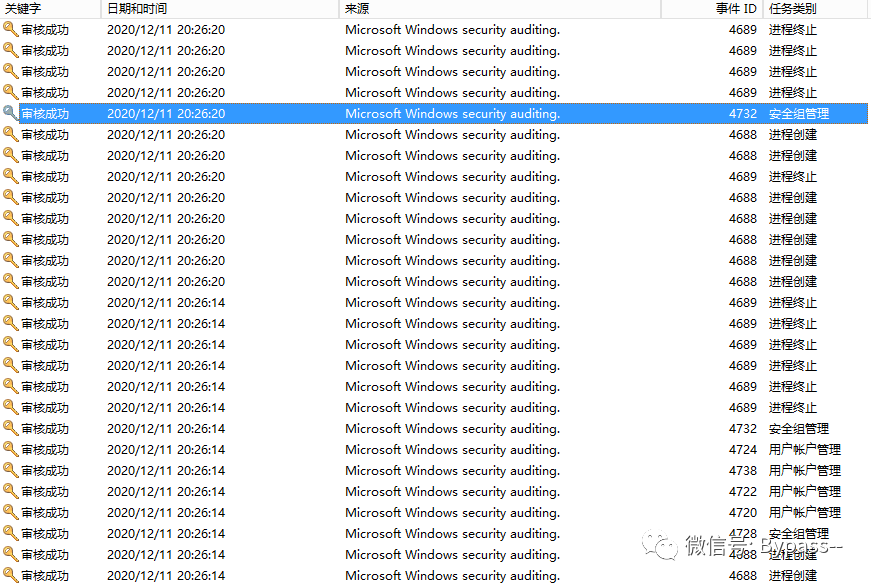 关键字 日期和时间 来源 事件 ID 任务类别
审核成功 2020/12/11 20:26:20 Microsoft Windows security auditing. 4689 进程终止
审核成功 2020/12/11 20:26:20 Microsoft Windows security auditing. 4689 进程终止
审核成功 2020/12/11 20:26:20 Microsoft Windows security auditing. 4689 进程终止
审核成功 2020/12/11 20:26:20 Microsoft Windows security auditing. 4689 进程终止
审核成功 2020/12/11 20:26:20 Microsoft Windows security auditing. 4732 安全组管理
审核成功 2020/12/11 20:26:20 Microsoft Windows security auditing. 4688 进程创建
审核成功 2020/12/11 20:26:20 Microsoft Windows security auditing. 4688 进程创建
审核成功 2020/12/11 20:26:20 Microsoft Windows security auditing. 4689 进程终止
审核成功 2020/12/11 20:26:20 Microsoft Windows security auditing. 4688 进程创建
审核成功 2020/12/11 20:26:20 Microsoft Windows security auditing. 4688 进程创建
审核成功 2020/12/11 20:26:20 Microsoft Windows security auditing. 4688 进程创建
审核成功 2020/12/11 20:26:20 Microsoft Windows security auditing. 4688 进程创建
审核成功 2020/12/11 20:26:20 Microsoft Windows security auditing. 4688 进程创建
审核成功 2020/12/11 20:26:14 Microsoft Windows security auditing. 4689 进程终止
审核成功 2020/12/11 20:26:14 Microsoft Windows security auditing. 4689 进程终止
审核成功 2020/12/11 20:26:14 Microsoft Windows security auditing. 4689 进程终止
审核成功 2020/12/11 20:26:14 Microsoft Windows security auditing. 4689 进程终止
审核成功 2020/12/11 20:26:14 Microsoft Windows security auditing. 4689 进程终止
审核成功 2020/12/11 20:26:14 Microsoft Windows security auditing. 4689 进程终止
审核成功 2020/12/11 20:26:14 Microsoft Windows security auditing. 4732 安全组管理
审核成功 2020/12/11 20:26:14 Microsoft Windows security auditing. 4724 用户帐户管理
审核成功 2020/12/11 20:26:14 Microsoft Windows security auditing. 4738 用户帐户管理
审核成功 2020/12/11 20:26:14 Microsoft Windows security auditing. 4722 用户帐户管理
审核成功 2020/12/11 20:26:14 Microsoft Windows security auditing. 4720 用户帐户管理
审核成功 2020/12/11 20:26:14 Microsoft Windows security auditing. 4728 安全组管理
审核成功 2020/12/11 20:26:14 Microsoft Windows security auditing. 4688 进程创建
审核成功 2020/12/11 20:26:14 Microsoft Windows security auditing. 4688 进程创建
微信号: Bypass--